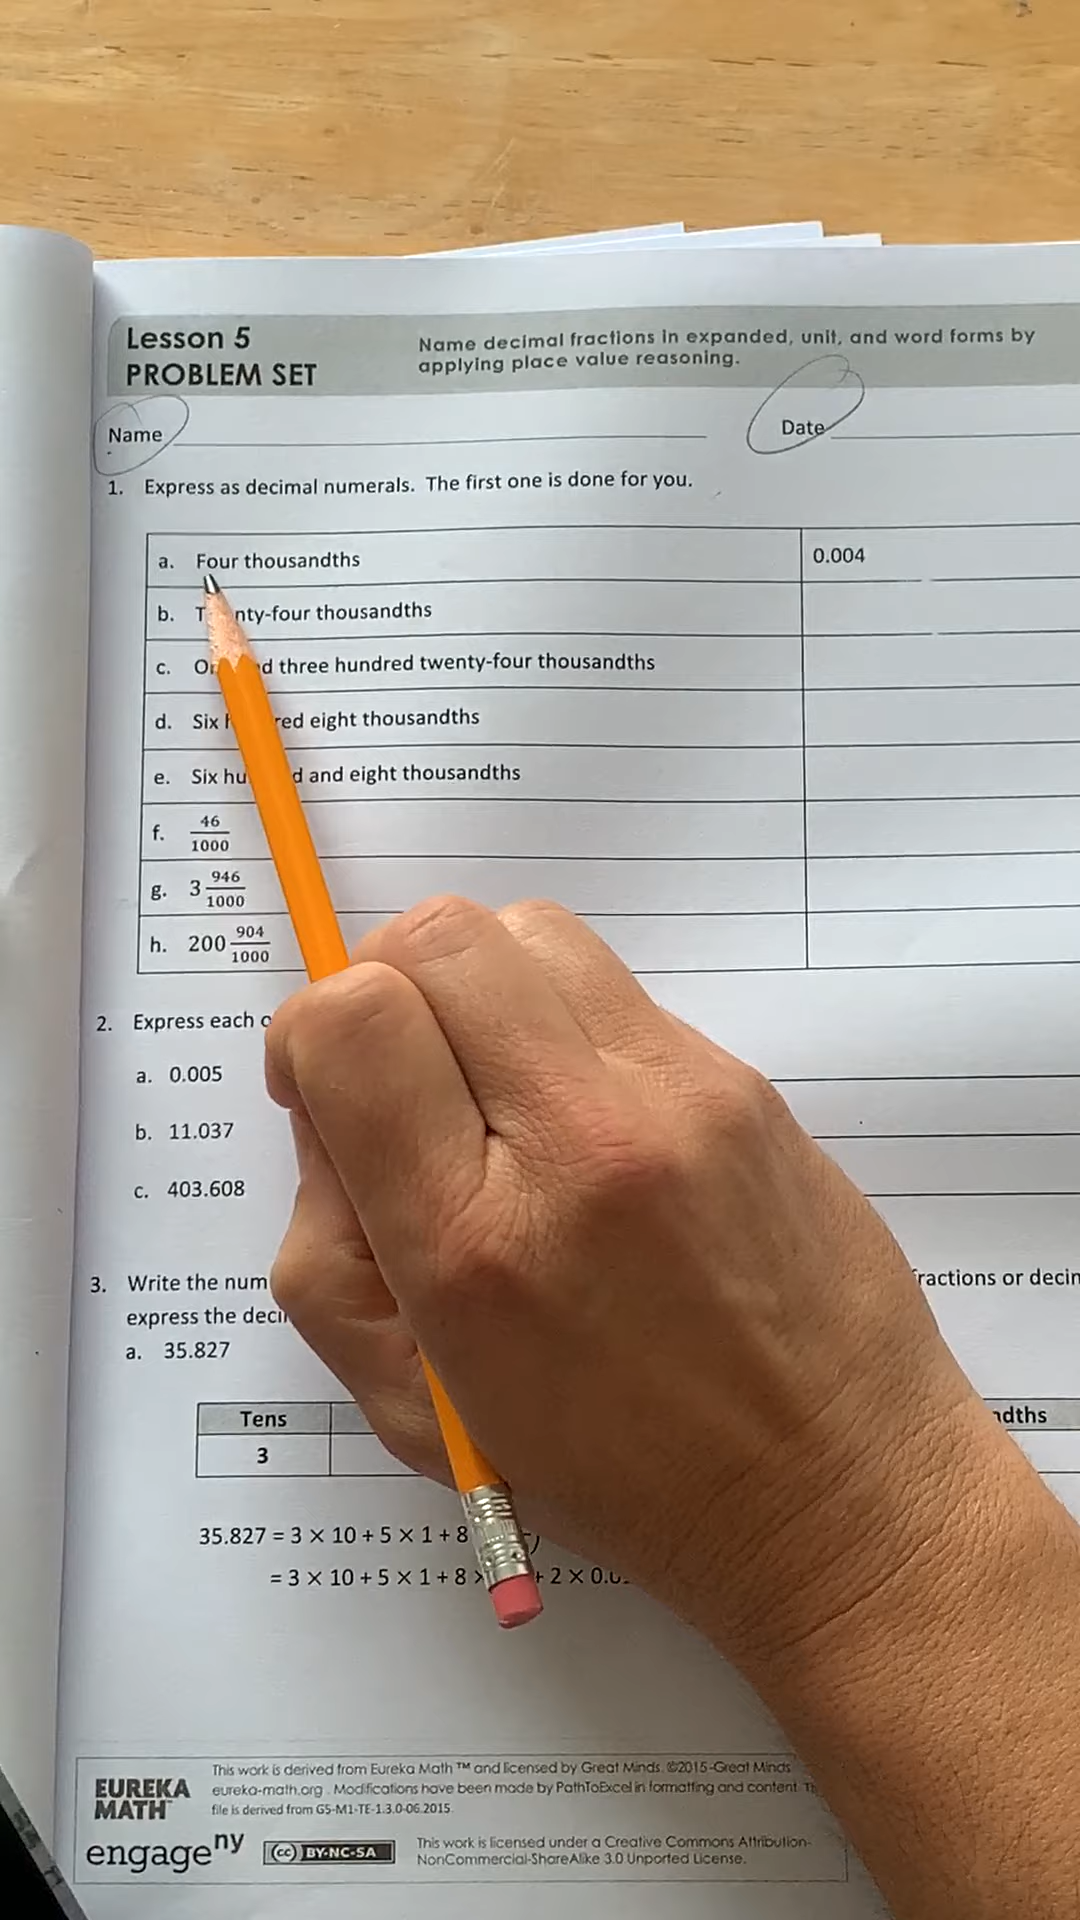 Lesson 5
PROBLEM SET
Name decimal fractions in expanded, unit, and word forms by
applying place value reasoning.
Name
Date
1. Express as decimal numerals. The first one is done for you.
a. Four thousandths
0.004
b. nty-four thousandths
c. d three hundred twenty-four thousandths
d. Six red eight thousandths
e. Six hu d and eight thousandths
f. 46/1000
g. 3 946/1000
h. 200 904/1000
2. Express each
a. 0.005
b. 11.037
c. 403.608
3. Write the num ractions or decim
express the deci
a. 35.827
Tens
dths
3
35.827 = 3 × 10 + 5 × 1 + 8
= 3 × 10 + 5 × 1 + 8 + 2 × 0.0
EUREKA
MATH™
This work is derived from Eureka Math ™ and licensed by Great Minds. ©2015-Great Minds
eureka-math.org . Modifications have been made by PathToExcel in formatting and content
file is derived from G5-M1-TE-1.3.0-06.2015
engage ny
cc BY-NC-SA
This work is licensed under a Creative Commons Attribution-
NonCommercial-ShareAlike 3.0 Unported License.